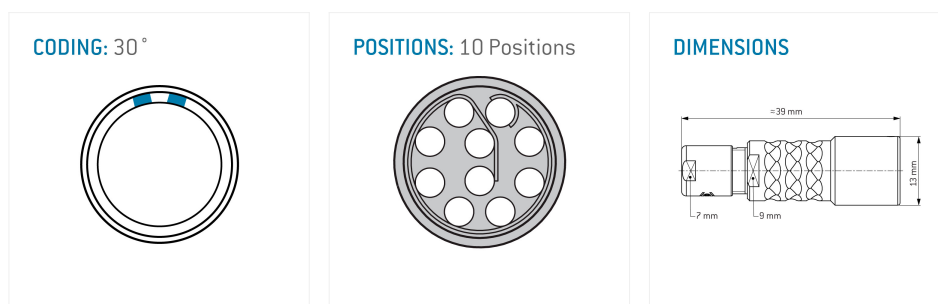 CODING: 30°
POSITIONS: 10 Positions
DIMENSIONS
≈39 mm
13 mm
7 mm
9 mm